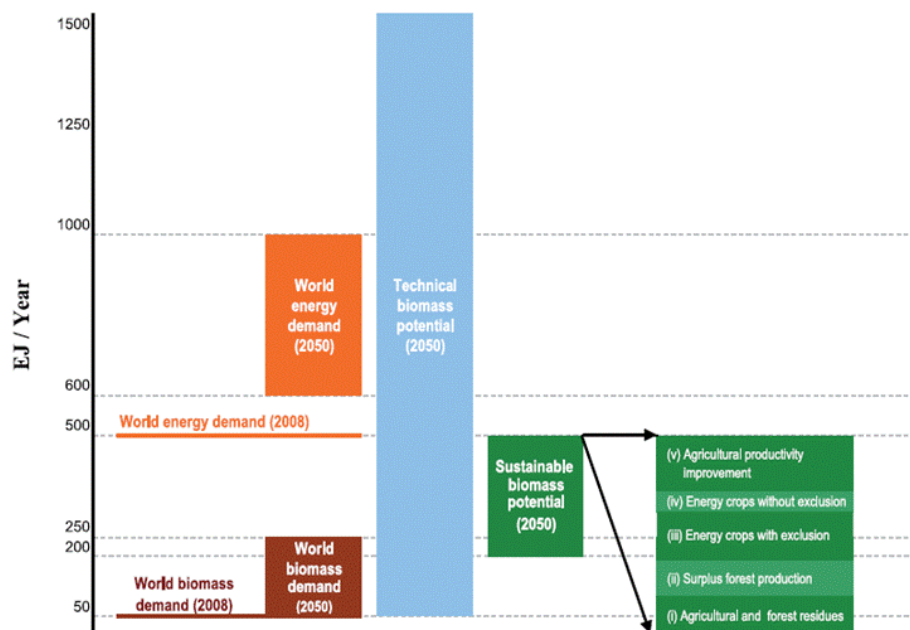 1500
1250
1000
600
500
250
200
50
EJ / Year
World energy demand (2008)
World biomass
demand (2008)
World
energy
demand
(2050)
World
biomass
demand
(2050)
Technical
biomass
potential
(2050)
Sustainable
biomass
potential
(2050)
(v) Agricultural productivity
improvement
(iv) Energy crops without exclusion
(iii) Energy crops with exclusion
(ii) Surplus forest production
(i) Agricultural and forest residues